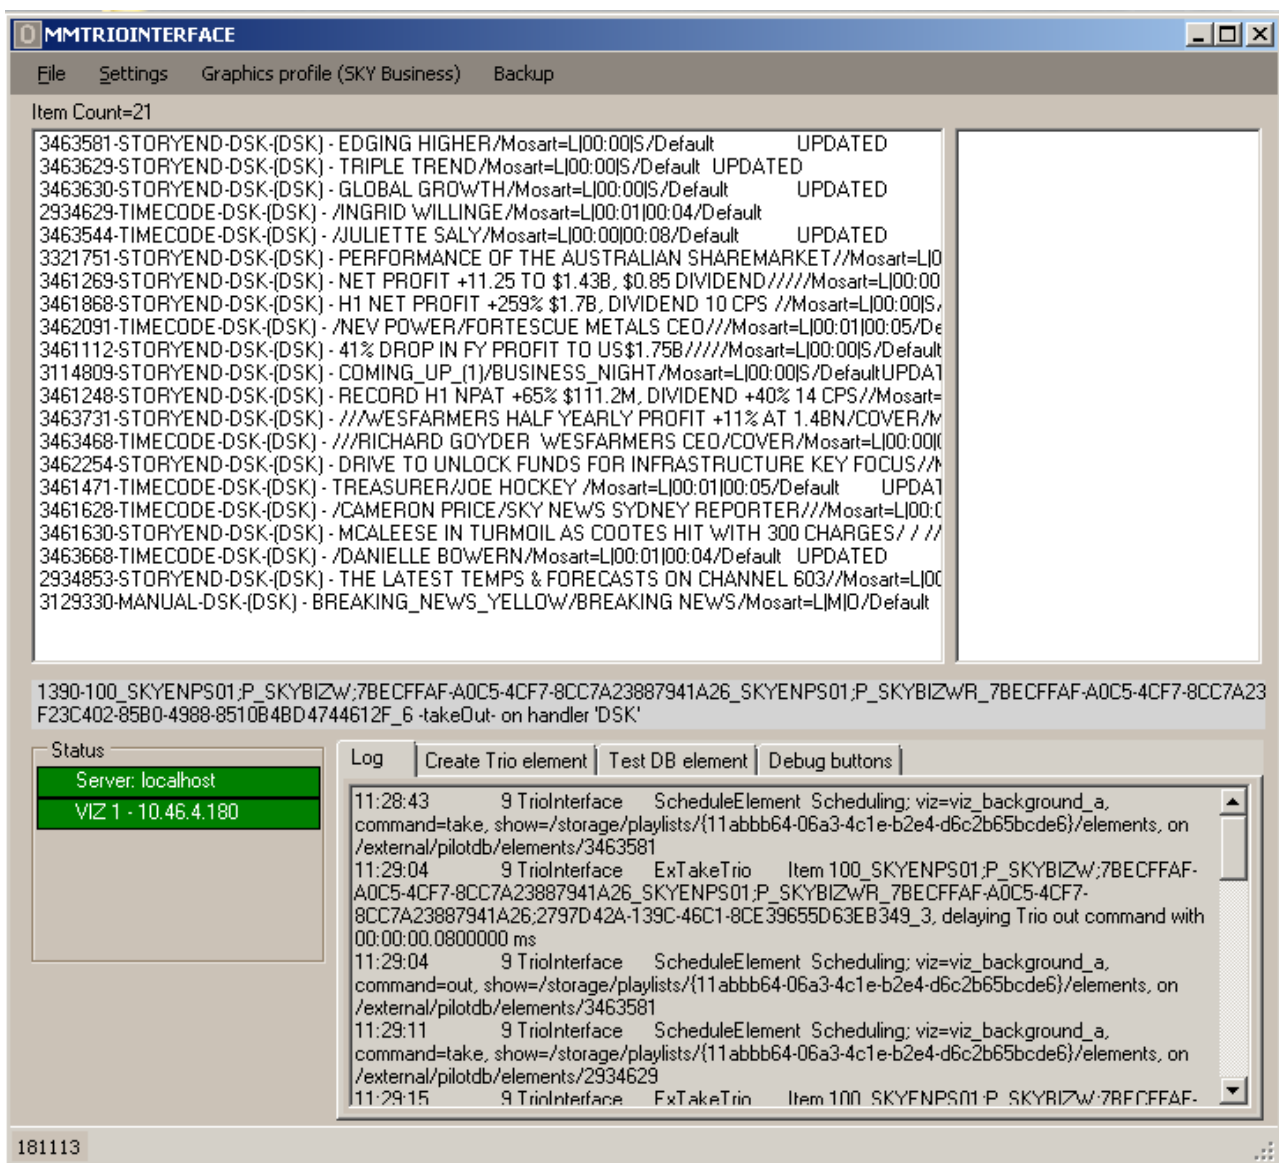 MMTRIOINTERFACE
File Settings Graphics profile (SKY Business) Backup
Item Count=21
3463581-STORYEND-DSK-(DSK) - EDGING HIGHER/Mosart=L|00:00|S/Default UPDATED
3463629-STORYEND-DSK-(DSK) - TRIPLE TREND/Mosart=L|00:00|S/Default UPDATED
3463630-STORYEND-DSK-(DSK) - GLOBAL GROWTH/Mosart=L|00:00|S/Default UPDATED
2934629-TIMECODE-DSK-(DSK) - /INGRID WILLINGE/Mosart=L|00:01|00:04/Default
3463544-TIMECODE-DSK-(DSK) - /JULIETTE SALY/Mosart=L|00:00|00:08/Default UPDATED
3321751-STORYEND-DSK-(DSK) - PERFORMANCE OF THE AUSTRALIAN SHAREMARKET//Mosart=L|0
3461269-STORYEND-DSK-(DSK) - NET PROFIT +11.25 TO $1.43B, $0.85 DIVIDEND/////Mosart=L|00:00
3461868-STORYEND-DSK-(DSK) - H1 NET PROFIT +259% $1.7B, DIVIDEND 10 CPS //Mosart=L|00:00|S/
3462091-TIMECODE-DSK-(DSK) - /NEV POWER/FORTESCUE METALS CEO///Mosart=L|00:01|00:05/De
3461112-STORYEND-DSK-(DSK) - 41% DROP IN FY PROFIT TO US$1.75B/////Mosart=L|00:00|S/Default
3114809-STORYEND-DSK-(DSK) - COMING_UP_(1)/BUSINESS_NIGHT/Mosart=L|00:00|S/DefaultUPDAT
3461248-STORYEND-DSK-(DSK) - RECORD H1 NPAT +65% $111.2M, DIVIDEND +40% 14 CPS//Mosart=
3463731-STORYEND-DSK-(DSK) - ///WESFARMERS HALF YEARLY PROFIT +11% AT 1.4BN/COVER/M
3463468-TIMECODE-DSK-(DSK) - ///RICHARD GOYDER WESFARMERS CEO/COVER/Mosart=L|00:00|0
3462254-STORYEND-DSK-(DSK) - DRIVE TO UNLOCK FUNDS FOR INFRASTRUCTURE KEY FOCUS//M
3461471-TIMECODE-DSK-(DSK) - TREASURER/JOE HOCKEY /Mosart=L|00:01|00:05/Default UPDAT
3461628-TIMECODE-DSK-(DSK) - /CAMERON PRICE/SKY NEWS SYDNEY REPORTER///Mosart=L|00:0
3461630-STORYEND-DSK-(DSK) - MCALEESE IN TURMOIL AS COOTES HIT WITH 300 CHARGES/ / //
3463668-TIMECODE-DSK-(DSK) - /DANIELLE BOWERN/Mosart=L|00:01|00:04/Default UPDATED
2934853-STORYEND-DSK-(DSK) - THE LATEST TEMPS & FORECASTS ON CHANNEL 603//Mosart=L|00
3129330-MANUAL-DSK-(DSK) - BREAKING_NEWS_YELLOW/BREAKING NEWS/Mosart=L|M|O/Default
1390-100_SKYENPS01;P_SKYBIZW;7BECFFAF-A0C5-4CF7-8CC7A23887941A26_SKYENPS01;P_SKYBIZWR_7BECFFAF-A0C5-4CF7-8CC7A23
F23C402-85B0-4988-8510B4BD4744612F_6 -takeOut- on handler 'DSK'
Status
Server: localhost
VIZ 1 - 10.46.4.180
Log Create Trio element Test DB element Debug buttons
11:28:43 9 TrioInterface ScheduleElement Scheduling; viz=viz_background_a,
command=take, show=/storage/playlists/{11abbb64-06a3-4c1e-b2e4-d6c2b65bcde6}/elements, on
/external/pilotdb/elements/3463581
11:29:04 9 TrioInterface ExTakeTrio Item 100_SKYENPS01;P_SKYBIZW;7BECFFAF-
A0C5-4CF7-8CC7A23887941A26_SKYENPS01;P_SKYBIZWR_7BECFFAF-A0C5-4CF7-
8CC7A23887941A26;2797D42A-139C-46C1-8CE39655D63EB349_3, delaying Trio out command with
00:00:00.0800000 ms
11:29:04 9 TrioInterface ScheduleElement Scheduling; viz=viz_background_a,
command=out, show=/storage/playlists/{11abbb64-06a3-4c1e-b2e4-d6c2b65bcde6}/elements, on
/external/pilotdb/elements/3463581
11:29:11 9 TrioInterface ScheduleElement Scheduling; viz=viz_background_a,
command=take, show=/storage/playlists/{11abbb64-06a3-4c1e-b2e4-d6c2b65bcde6}/elements, on
/external/pilotdb/elements/2934629
11:29:15 9 TrioInterface ExTakeTrio Item 100_SKYENPS01;P_SKYBIZW;7BECFFAF-
181113